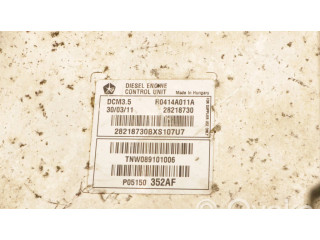 DIESEL ENGINE
CONTROL UNIT
Made in Hungary
DCM3.5 R0414A011A
30/03/11 28218730
28218730BXS107U7
TNW089101006
P05150 352AF